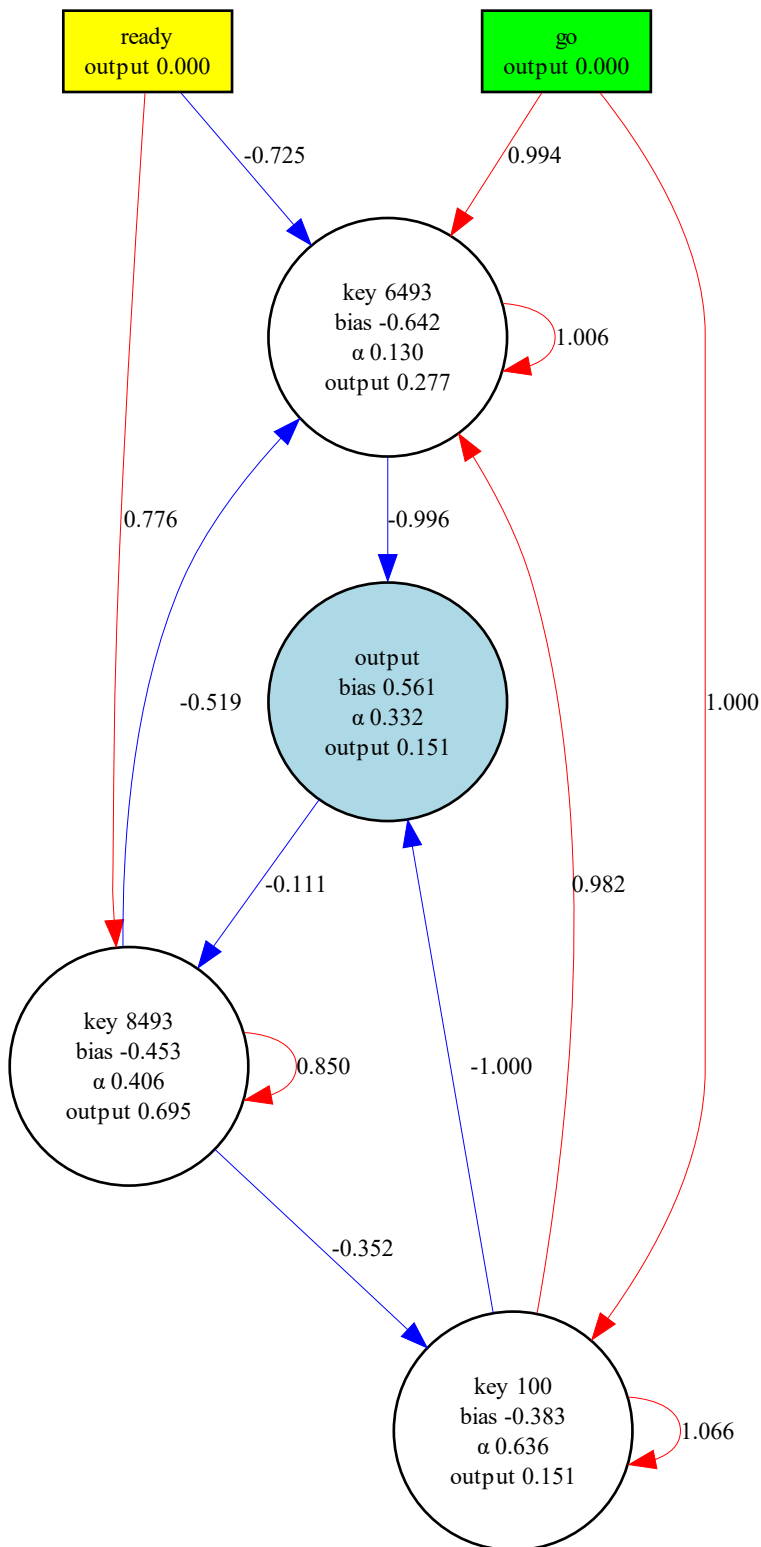 ready
output 0.000
go
output 0.000
-0.725
0.994
key 6493
bias -0.642
α 0.130
output 0.277
1.006
0.776
-0.996
-0.519
output
bias 0.561
α 0.332
output 0.151
1.000
-0.111
0.982
key 8493
bias -0.453
α 0.406
output 0.695
0.850
-1.000
-0.352
key 100
bias -0.383
α 0.636
output 0.151
1.066